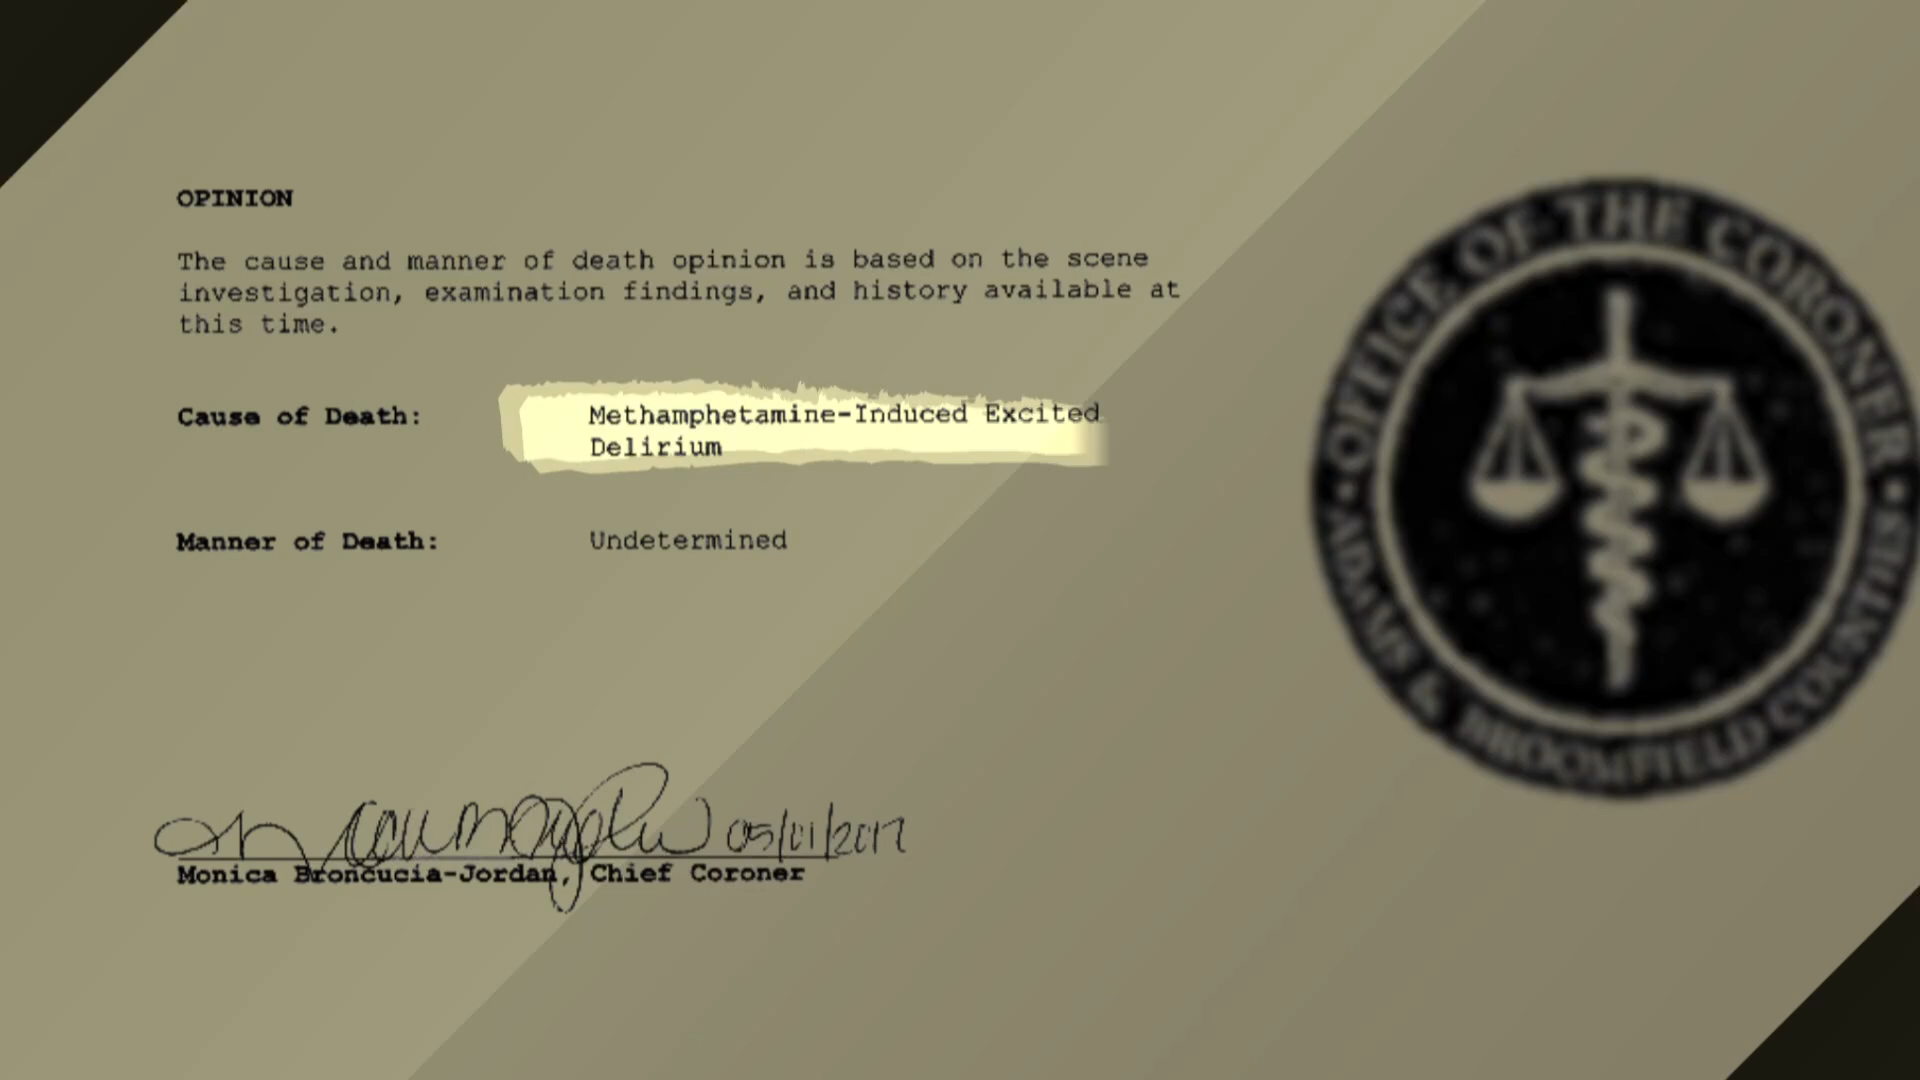 OPINION
The cause and manner of death opinion is based on the scene
investigation, examination findings, and history available at
this time.
Cause of Death: Methamphetamine-Induced Excited
Delirium
Manner of Death: Undetermined
05/01/2017
Monica Broncucia-Jordan, Chief Coroner
OFFICE OF THE CORONER
ADAMS & BROOMFIELD COUNTIES